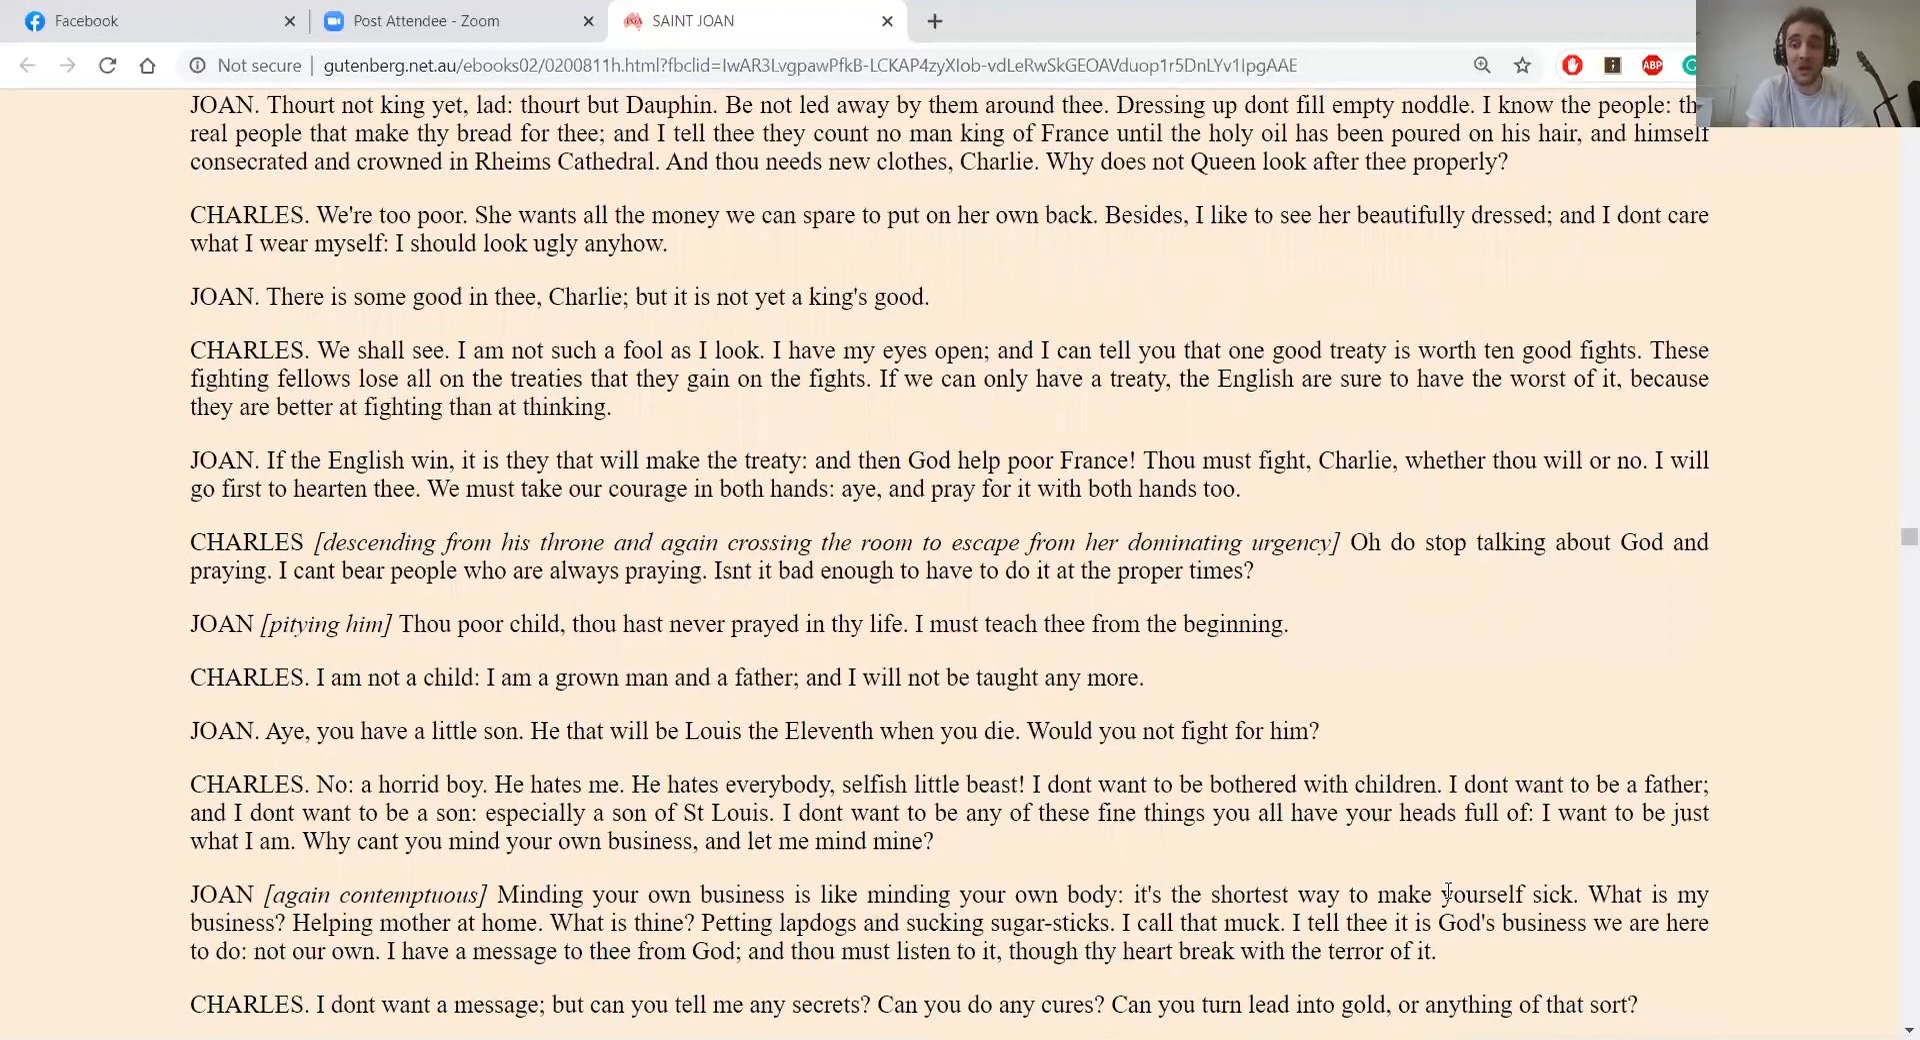 Facebook
Post Attendee - Zoom
SAINT JOAN
Not secure
gutenberg.net.au/ebooks02/0200811h.html?fbclid=IwAR3LvgpawPfkB-LCKAP4zyXIob-vdLeRwSkGEOAVduop1r5DnLYv1IpgAAE
ABP
JOAN. Thourt not king yet, lad: thourt but Dauphin. Be not led away by them around thee. Dressing up dont fill empty noddle. I know the people:
real people that make thy bread for thee; and I tell thee they count no man king of France until the holy oil has been poured on his hair, and himself
consecrated and crowned in Rheims Cathedral. And thou needs new clothes, Charlie. Why does not Queen look after thee properly?
CHARLES. We're too poor. She wants all the money we can spare to put on her own back. Besides, I like to see her beautifully dressed; and I dont care
what I wear myself: I should look ugly anyhow.
JOAN. There is some good in thee, Charlie; but it is not yet a king's good.
CHARLES. We shall see. I am not such a fool as I look. I have my eyes open; and I can tell you that one good treaty is worth ten good fights. These
fighting fellows lose all on the treaties that they gain on the fights. If we can only have a treaty, the English are sure to have the worst of it, because
they are better at fighting than at thinking.
JOAN. If the English win, it is they that will make the treaty: and then God help poor France! Thou must fight, Charlie, whether thou will or no. I will
go first to hearten thee. We must take our courage in both hands: aye, and pray for it with both hands too.
CHARLES [descending from his throne and again crossing the room to escape from her dominating urgency] Oh do stop talking about God and
praying. I cant bear people who are always praying. Isnt it bad enough to have to do it at the proper times?
JOAN [pitying him] Thou poor child, thou hast never prayed in thy life. I must teach thee from the beginning.
CHARLES. I am not a child: I am a grown man and a father; and I will not be taught any more.
JOAN. Aye, you have a little son. He that will be Louis the Eleventh when you die. Would you not fight for him?
CHARLES. No: a horrid boy. He hates me. He hates everybody, selfish little beast! I dont want to be bothered with children. I dont want to be a father;
and I dont want to be a son: especially a son of St Louis. I dont want to be any of these fine things you all have your heads full of: I want to be just
what I am. Why cant you mind your own business, and let me mind mine?
JOAN [again contemptuous] Minding your own business is like minding your own body: it's the shortest way to make yourself sick. What is my
business? Helping mother at home. What is thine? Petting lapdogs and sucking sugar-sticks. I call that muck. I tell thee it is God's business we are here
to do: not our own. I have a message to thee from God; and thou must listen to it, though thy heart break with the terror of it.
CHARLES. I dont want a message; but can you tell me any secrets? Can you do any cures? Can you turn lead into gold, or anything of that sort?